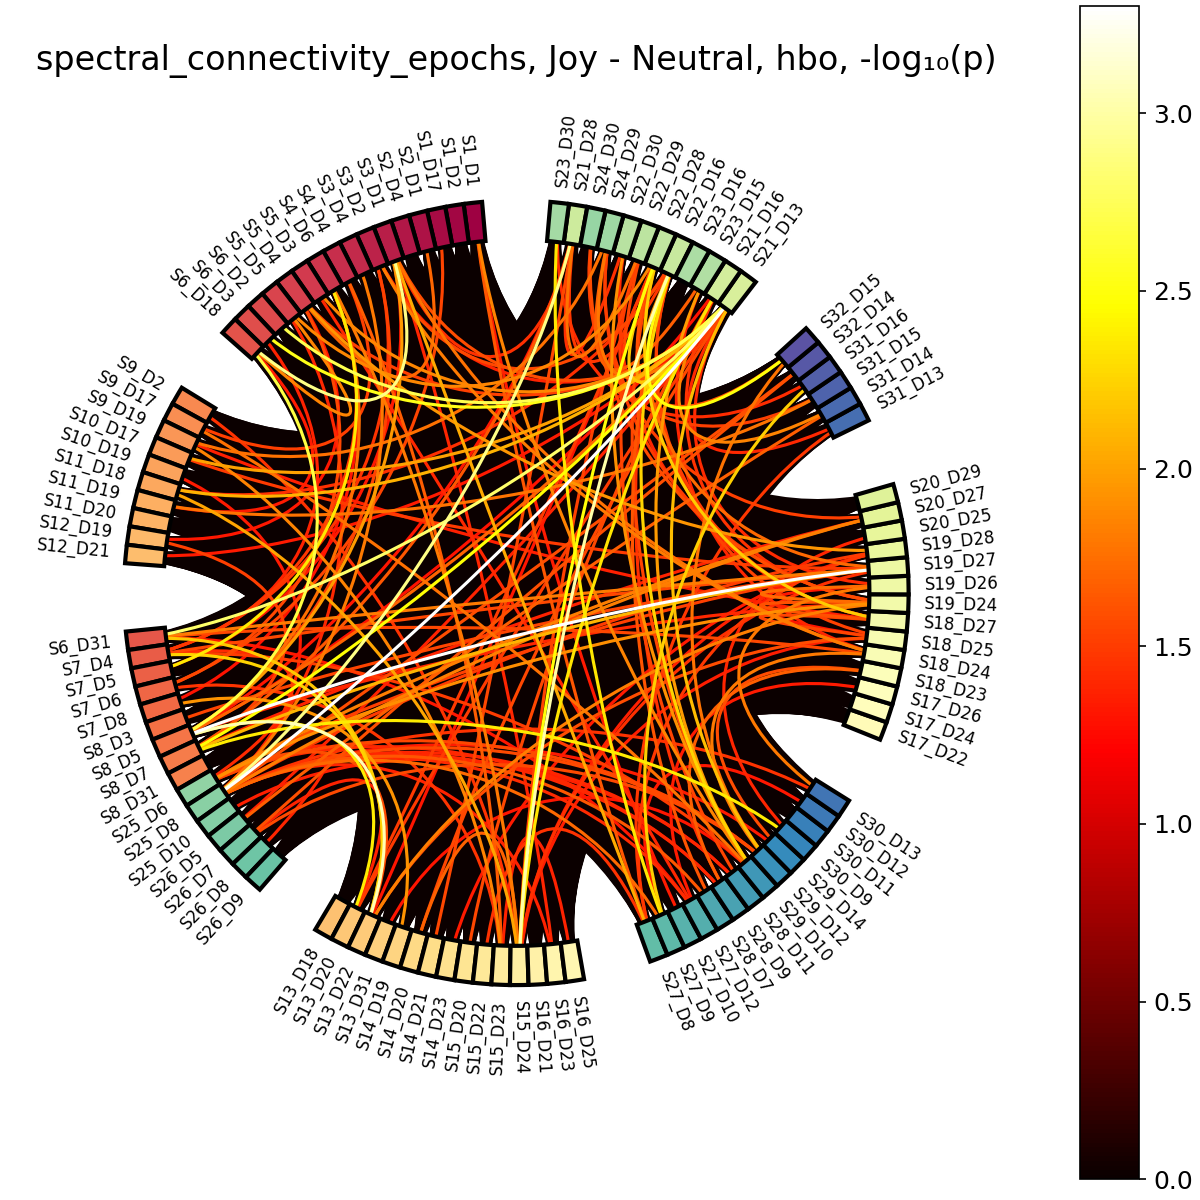 spectral_connectivity_epochs, Joy - Neutral, hbo, -log₁₀(p)
S1_D1
S1_D2
S1_D17
S2_D1
S2_D4
S3_D1
S3_D2
S3_D4
S4_D4
S4_D6
S5_D3
S5_D4
S5_D5
S6_D2
S6_D3
S6_D18
S9_D2
S9_D17
S9_D19
S10_D17
S10_D19
S11_D18
S11_D19
S11_D20
S12_D19
S12_D21
S6_D31
S7_D4
S7_D5
S7_D6
S7_D8
S8_D3
S8_D5
S8_D7
S8_D31
S25_D6
S25_D8
S25_D10
S26_D5
S26_D7
S26_D8
S26_D9
S13_D18
S13_D20
S13_D22
S13_D31
S14_D19
S14_D20
S14_D21
S14_D23
S15_D20
S15_D22
S15_D23
S15_D24
S16_D21
S16_D23
S16_D25
S27_D8
S27_D9
S27_D10
S27_D12
S28_D7
S28_D9
S28_D11
S29_D10
S29_D12
S29_D14
S30_D9
S30_D11
S30_D12
S30_D13
S17_D22
S17_D24
S17_D26
S18_D23
S18_D24
S18_D25
S18_D27
S19_D24
S19_D26
S19_D27
S19_D28
S20_D25
S20_D27
S20_D29
S31_D13
S31_D14
S31_D15
S31_D16
S32_D14
S32_D15
S21_D13
S21_D16
S23_D15
S23_D16
S22_D16
S22_D28
S22_D29
S22_D30
S24_D29
S24_D30
S21_D28
S23_D30
3.0
2.5
2.0
1.5
1.0
0.5
0.0